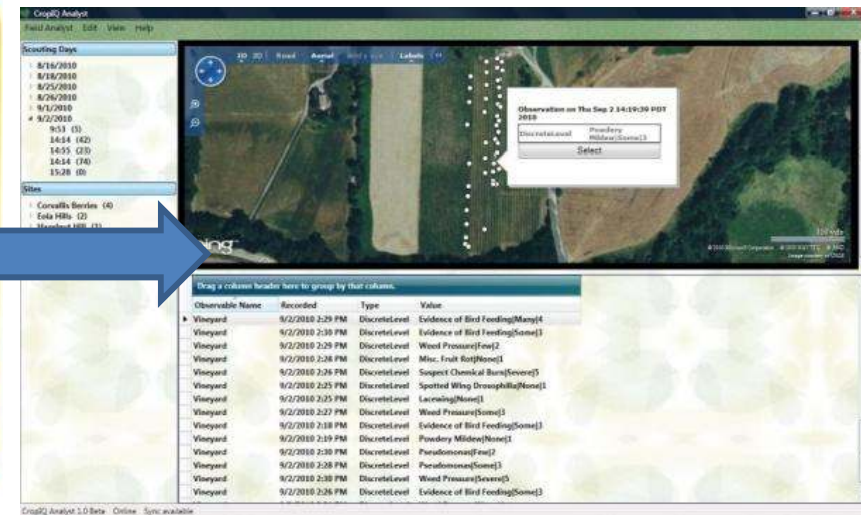 CropIQ Analyst
Field Analyst Edit View Help
Scouting Days
8/16/2010
8/18/2010
8/25/2010
8/26/2010
9/1/2010
9/2/2010
9:53 (5)
14:14 (42)
14:55 (23)
14:14 (74)
15:28 (0)
Sites
Corvallis Berries (4)
Eola Hills (2)
2D 3D Road Aerial Labels
Observation on Thu Sep 2 14:19:39 PDT
2010
DiscreteLevel Powdery
Mildew|Some|3
Select
Drag a column header here to group by that column.
Observable Name Recorded Type Value
Vineyard 9/2/2010 2:29 PM DiscreteLevel Evidence of Bird Feeding|Many|4
Vineyard 9/2/2010 2:30 PM DiscreteLevel Evidence of Bird Feeding|Some|3
Vineyard 9/2/2010 2:29 PM DiscreteLevel Weed Pressure|Few|2
Vineyard 9/2/2010 2:28 PM DiscreteLevel Misc. Fruit Rot|None|1
Vineyard 9/2/2010 2:26 PM DiscreteLevel Suspect Chemical Burn|Severe|5
Vineyard 9/2/2010 2:25 PM DiscreteLevel Spotted Wing Drosophilla|None|1
Vineyard 9/2/2010 2:25 PM DiscreteLevel Lacewing|None|1
Vineyard 9/2/2010 2:27 PM DiscreteLevel Weed Pressure|Some|3
Vineyard 9/2/2010 2:18 PM DiscreteLevel Evidence of Bird Feeding|Some|3
Vineyard 9/2/2010 2:19 PM DiscreteLevel Powdery Mildew|None|1
Vineyard 9/2/2010 2:30 PM DiscreteLevel Pseudomonas|Few|2
Vineyard 9/2/2010 2:28 PM DiscreteLevel Pseudomonas|Some|3
Vineyard 9/2/2010 2:30 PM DiscreteLevel Weed Pressure|Severe|5
Vineyard 9/2/2010 2:26 PM DiscreteLevel Evidence of Bird Feeding|Some|3
CropIQ Analyst 1.0 Beta Online Sync available